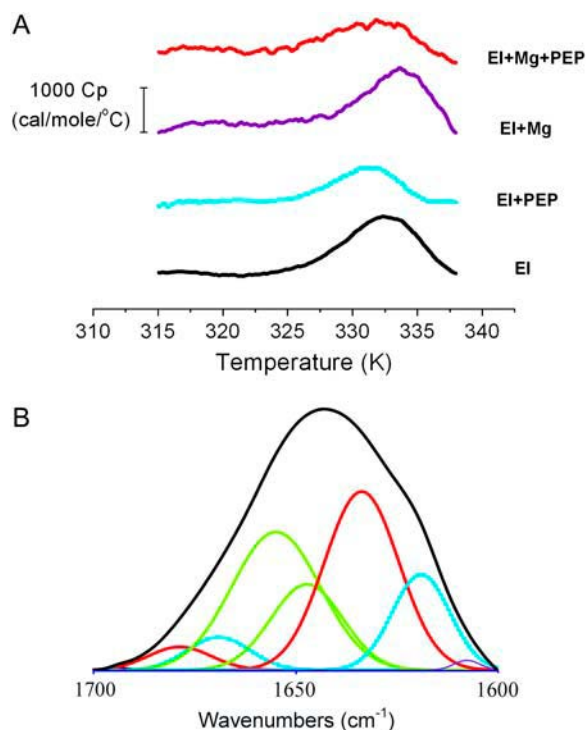 A
EI+Mg+PEP
1000 Cp
(cal/mole/°C)
EI+Mg
EI+PEP
EI
310 315 320 325 330 335 340
Temperature (K)
B
1700 1650 1600
Wavenumbers (cm⁻¹)